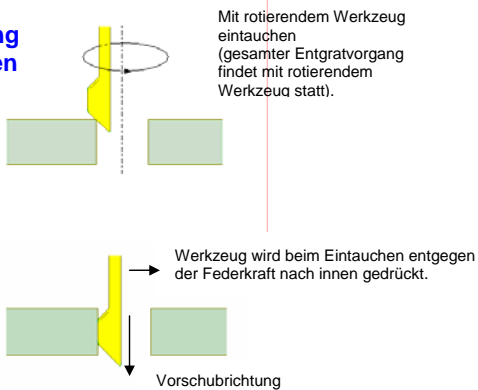 ng
en
Mit rotierendem Werkzeug
eintauchen
(gesamter Entgratvorgang
findet mit rotierendem
Werkzeug statt).
Werkzeug wird beim Eintauchen entgegen
der Federkraft nach innen gedrückt.
Vorschubrichtung